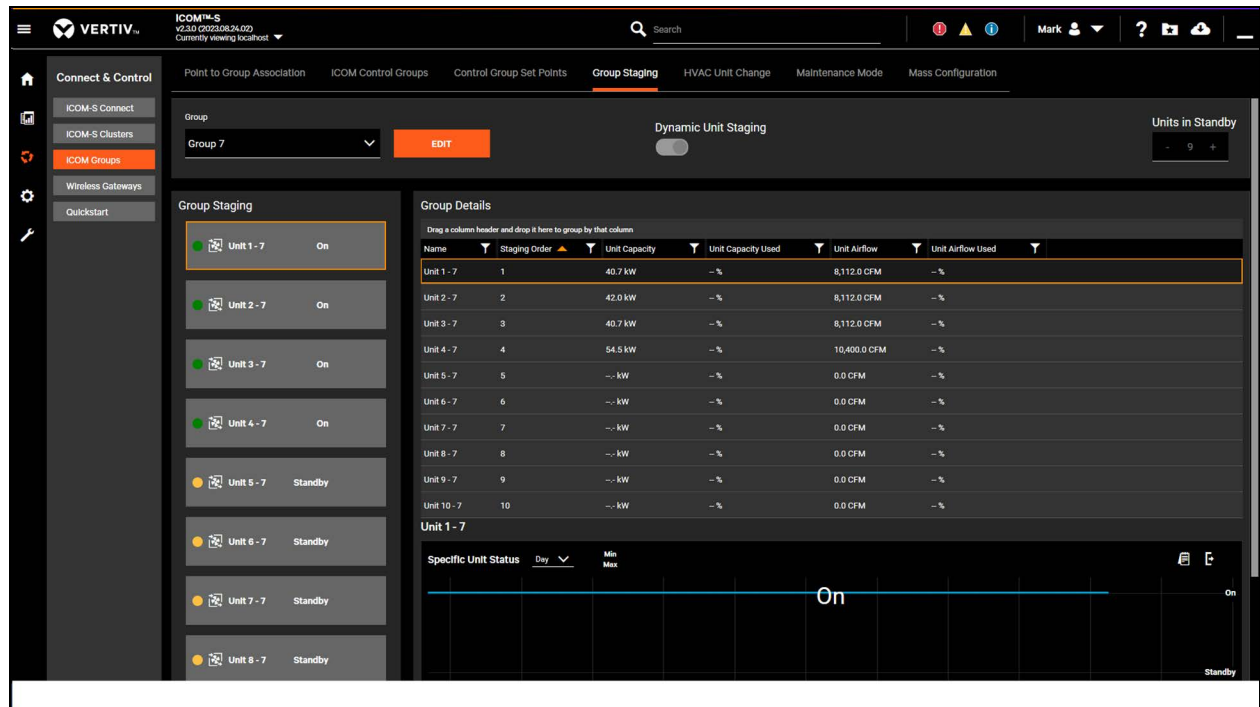 ICOM™-S
v2.3.0 (2023.08.24.02)
Currently viewing localhost
VERTIV™
Search
Mark
?
Connect & Control
ICOM-S Connect
ICOM-S Clusters
ICOM Groups
Wireless Gateways
Quickstart
Point to Group Association ICOM Control Groups Control Group Set Points Group Staging HVAC Unit Change Maintenance Mode Mass Configuration
Group
Group 7
EDIT
Dynamic Unit Staging
Units in Standby
- 9 +
Group Staging
Unit 1 - 7 On
Unit 2 - 7 On
Unit 3 - 7 On
Unit 4 - 7 On
Unit 5 - 7 Standby
Unit 6 - 7 Standby
Unit 7 - 7 Standby
Unit 8 - 7 Standby
Group Details
Drag a column header and drop it here to group by that column
Name Staging Order Unit Capacity Unit Capacity Used Unit Airflow Unit Airflow Used
Unit 1 - 7 1 40.7 kW -- % 8,112.0 CFM -- %
Unit 2 - 7 2 42.0 kW -- % 8,112.0 CFM -- %
Unit 3 - 7 3 40.7 kW -- % 8,112.0 CFM -- %
Unit 4 - 7 4 54.5 kW -- % 10,400.0 CFM -- %
Unit 5 - 7 5 --.- kW -- % 0.0 CFM -- %
Unit 6 - 7 6 --.- kW -- % 0.0 CFM -- %
Unit 7 - 7 7 --.- kW -- % 0.0 CFM -- %
Unit 8 - 7 8 --.- kW -- % 0.0 CFM -- %
Unit 9 - 7 9 --.- kW -- % 0.0 CFM -- %
Unit 10 - 7 10 --.- kW -- % 0.0 CFM -- %
Unit 1 - 7
Specific Unit Status Day Min
Max
On
On
Standby